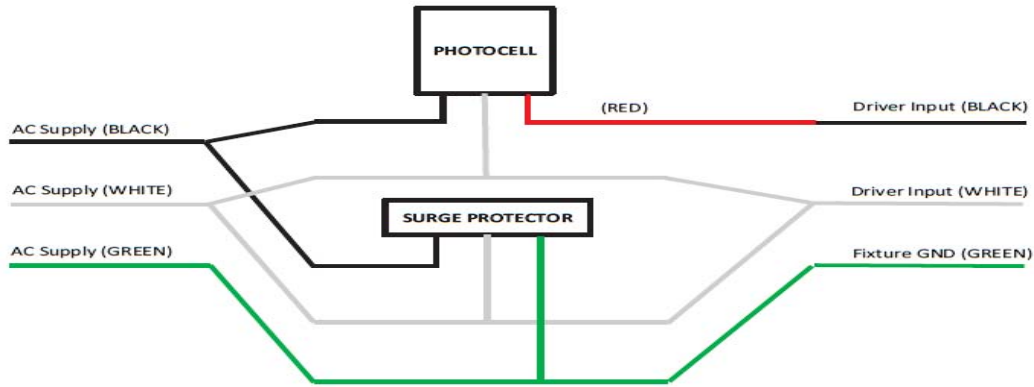 PHOTOCELL
(RED)
Driver Input (BLACK)
AC Supply (BLACK)
AC Supply (WHITE)
Driver Input (WHITE)
SURGE PROTECTOR
AC Supply (GREEN)
Fixture GND (GREEN)